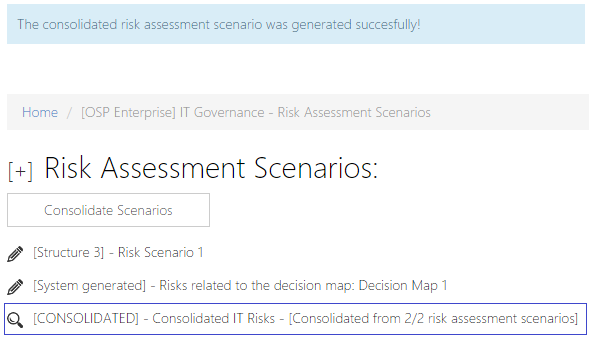 The consolidated risk assessment scenario was generated succesfully!
Home / [OSP Enterprise] IT Governance - Risk Assessment Scenarios
[+] Risk Assessment Scenarios:
Consolidate Scenarios
[Structure 3] - Risk Scenario 1
[System generated] - Risks related to the decision map: Decision Map 1
[CONSOLIDATED] - Consolidated IT Risks - [Consolidated from 2/2 risk assessment scenarios]